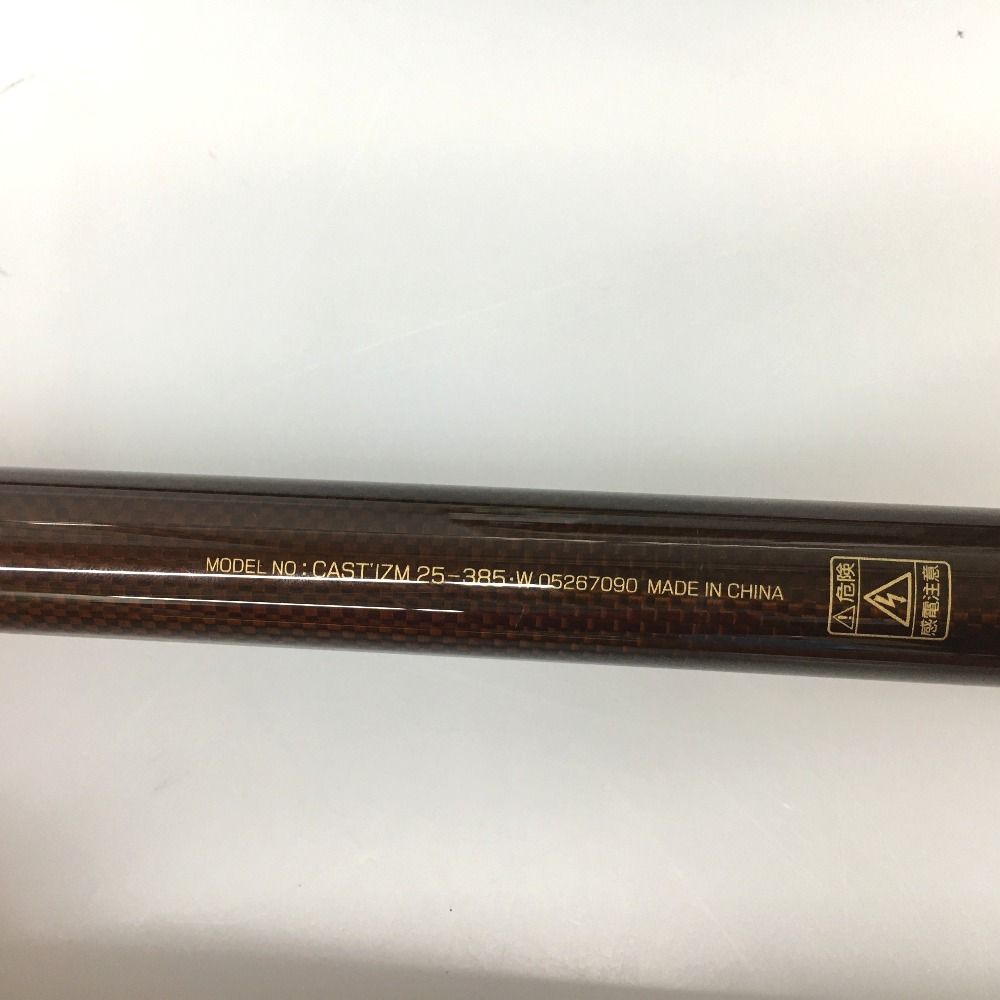 MODEL NO : CAST'IZM 25-385·W 05267090 MADE IN CHINA
危険
感電注意